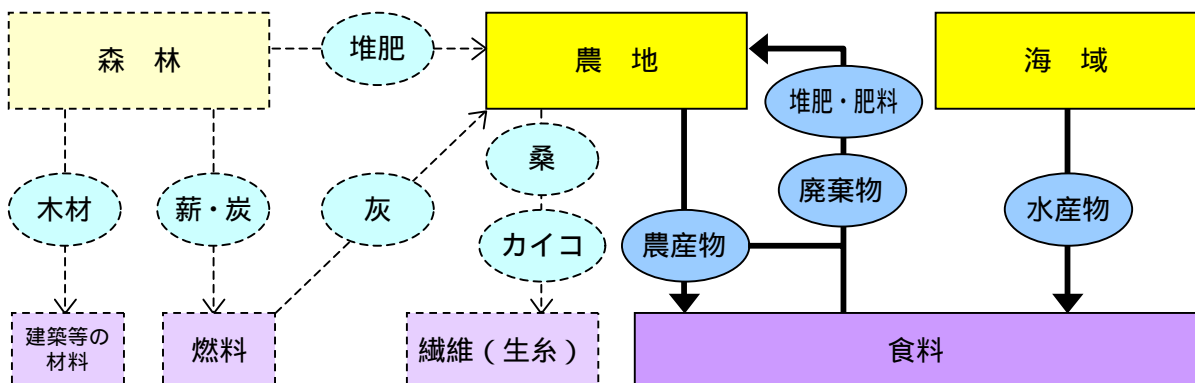 森　林
堆肥
農　地
海　域
堆肥・肥料
桑
廃棄物
木材
薪・炭
灰
水産物
カイコ
農産物
建築等の
材料
燃料
繊維（生糸）
食料